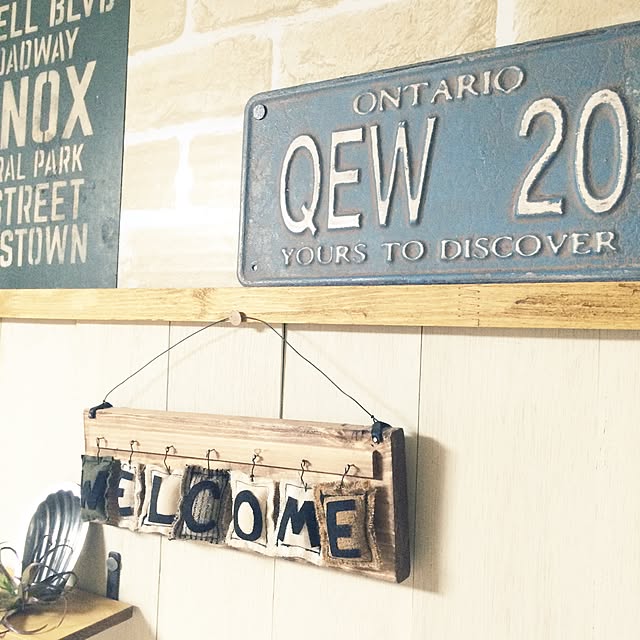 ELL BLVD
OADWAY
NOX
RAL PARK
STREET
STOWN
ONTARIO
QEW 20
YOURS TO DISCOVER
WELCOME